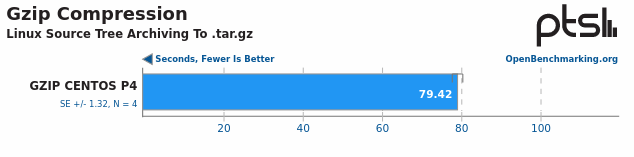 Gzip Compression
Linux Source Tree Archiving To .tar.gz
ptsl
Seconds, Fewer Is Better
OpenBenchmarking.org
GZIP CENTOS P4
SE +/- 1.32, N = 4
79.42
20
40
60
80
100